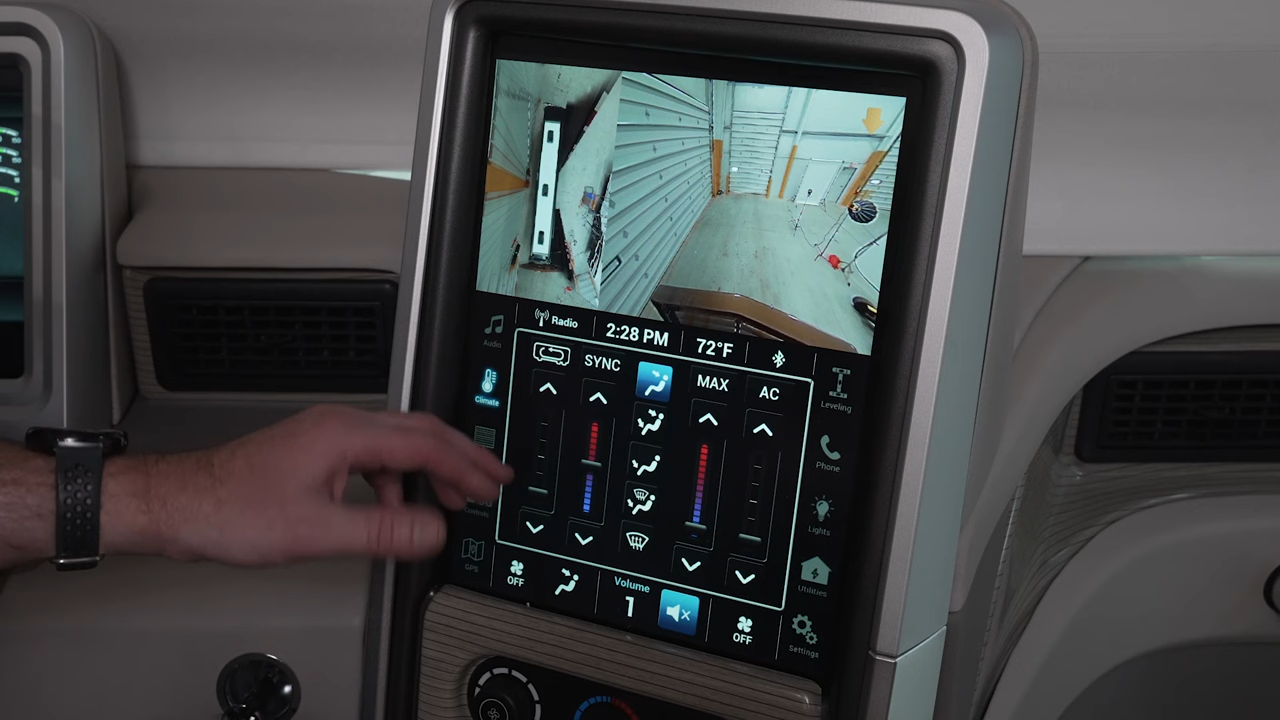 Radio
2:28 PM
72°F
Audio
Climate
Controls
GPS
SYNC
MAX
AC
Leveling
Phone
Lights
Utilities
Settings
OFF
Volume
1
OFF